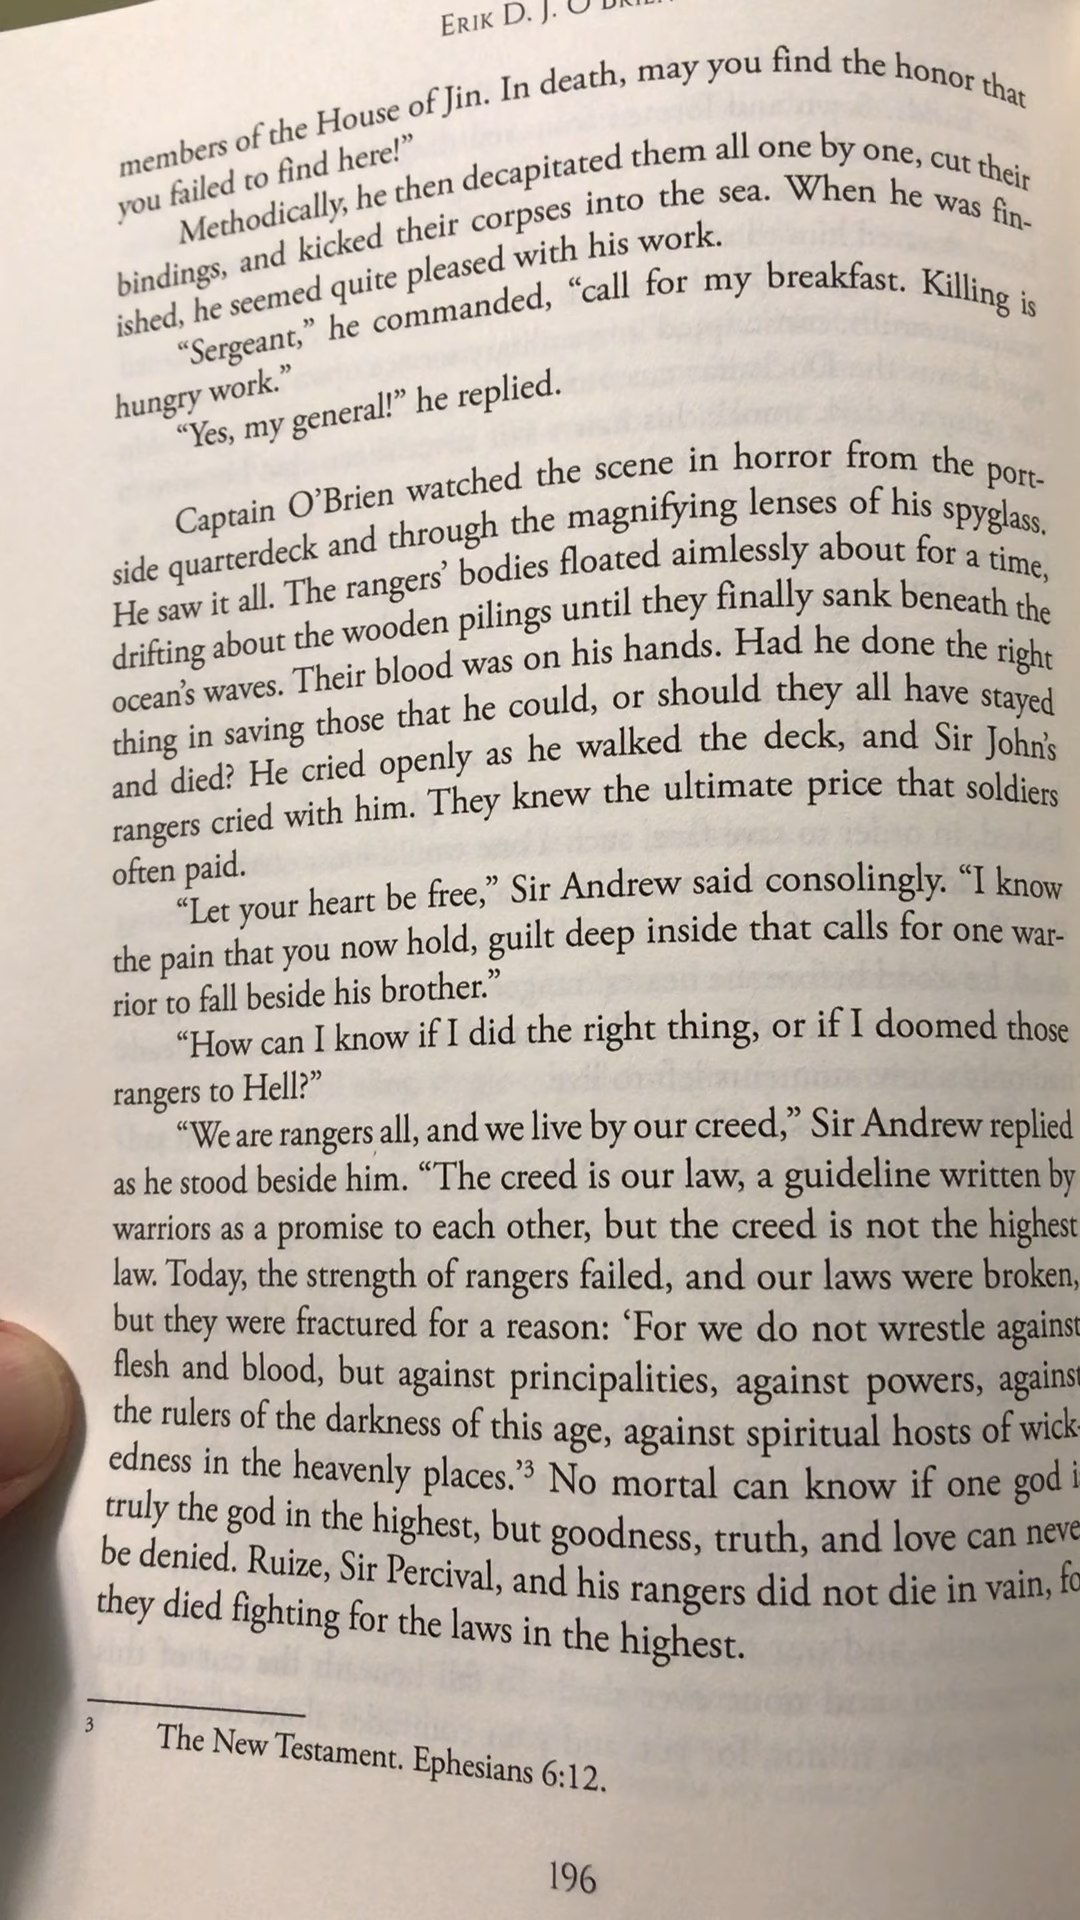 ERIK D. J. O'BRIEN
members of the House of Jin. In death, may you find the honor that
you failed to find here!”
Methodically, he then decapitated them all one by one, cut their
bindings, and kicked their corpses into the sea. When he was fin-
ished, he seemed quite pleased with his work.
“Sergeant,” he commanded, “call for my breakfast. Killing is
hungry work.”
“Yes, my general!” he replied.
Captain O’Brien watched the scene in horror from the port-
side quarterdeck and through the magnifying lenses of his spyglass.
He saw it all. The rangers’ bodies floated aimlessly about for a time,
drifting about the wooden pilings until they finally sank beneath the
ocean’s waves. Their blood was on his hands. Had he done the right
thing in saving those that he could, or should they all have stayed
and died? He cried openly as he walked the deck, and Sir John’s
rangers cried with him. They knew the ultimate price that soldiers
often paid.
“Let your heart be free,” Sir Andrew said consolingly. “I know
the pain that you now hold, guilt deep inside that calls for one war-
rior to fall beside his brother.”
“How can I know if I did the right thing, or if I doomed those
rangers to Hell?”
“We are rangers all, and we live by our creed,” Sir Andrew replied
as he stood beside him. “The creed is our law, a guideline written by
warriors as a promise to each other, but the creed is not the highest
law. Today, the strength of rangers failed, and our laws were broken,
but they were fractured for a reason: ‘For we do not wrestle against
flesh and blood, but against principalities, against powers, against
the rulers of the darkness of this age, against spiritual hosts of wick-
edness in the heavenly places.’³ No mortal can know if one god i
truly the god in the highest, but goodness, truth, and love can neve
be denied. Ruize, Sir Percival, and his rangers did not die in vain, fo
they died fighting for the laws in the highest.
3 The New Testament. Ephesians 6:12.
196